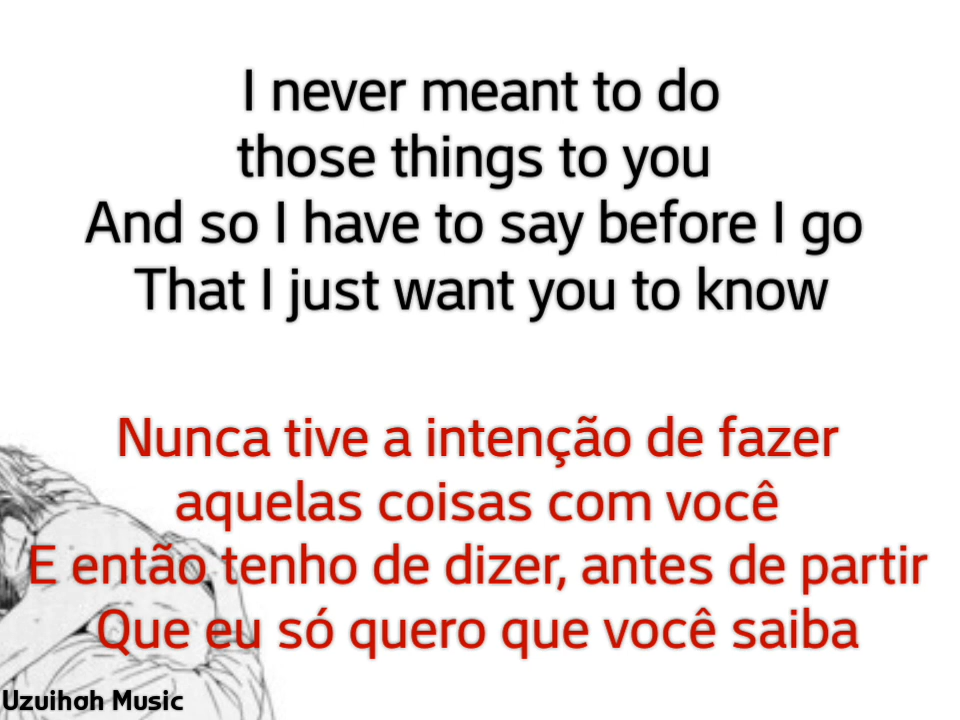 I never meant to do
those things to you
And so I have to say before I go
That I just want you to know
Nunca tive a intenção de fazer
aquelas coisas com você
E então tenho de dizer, antes de partir
Que eu só quero que você saiba
Uzuihah Music